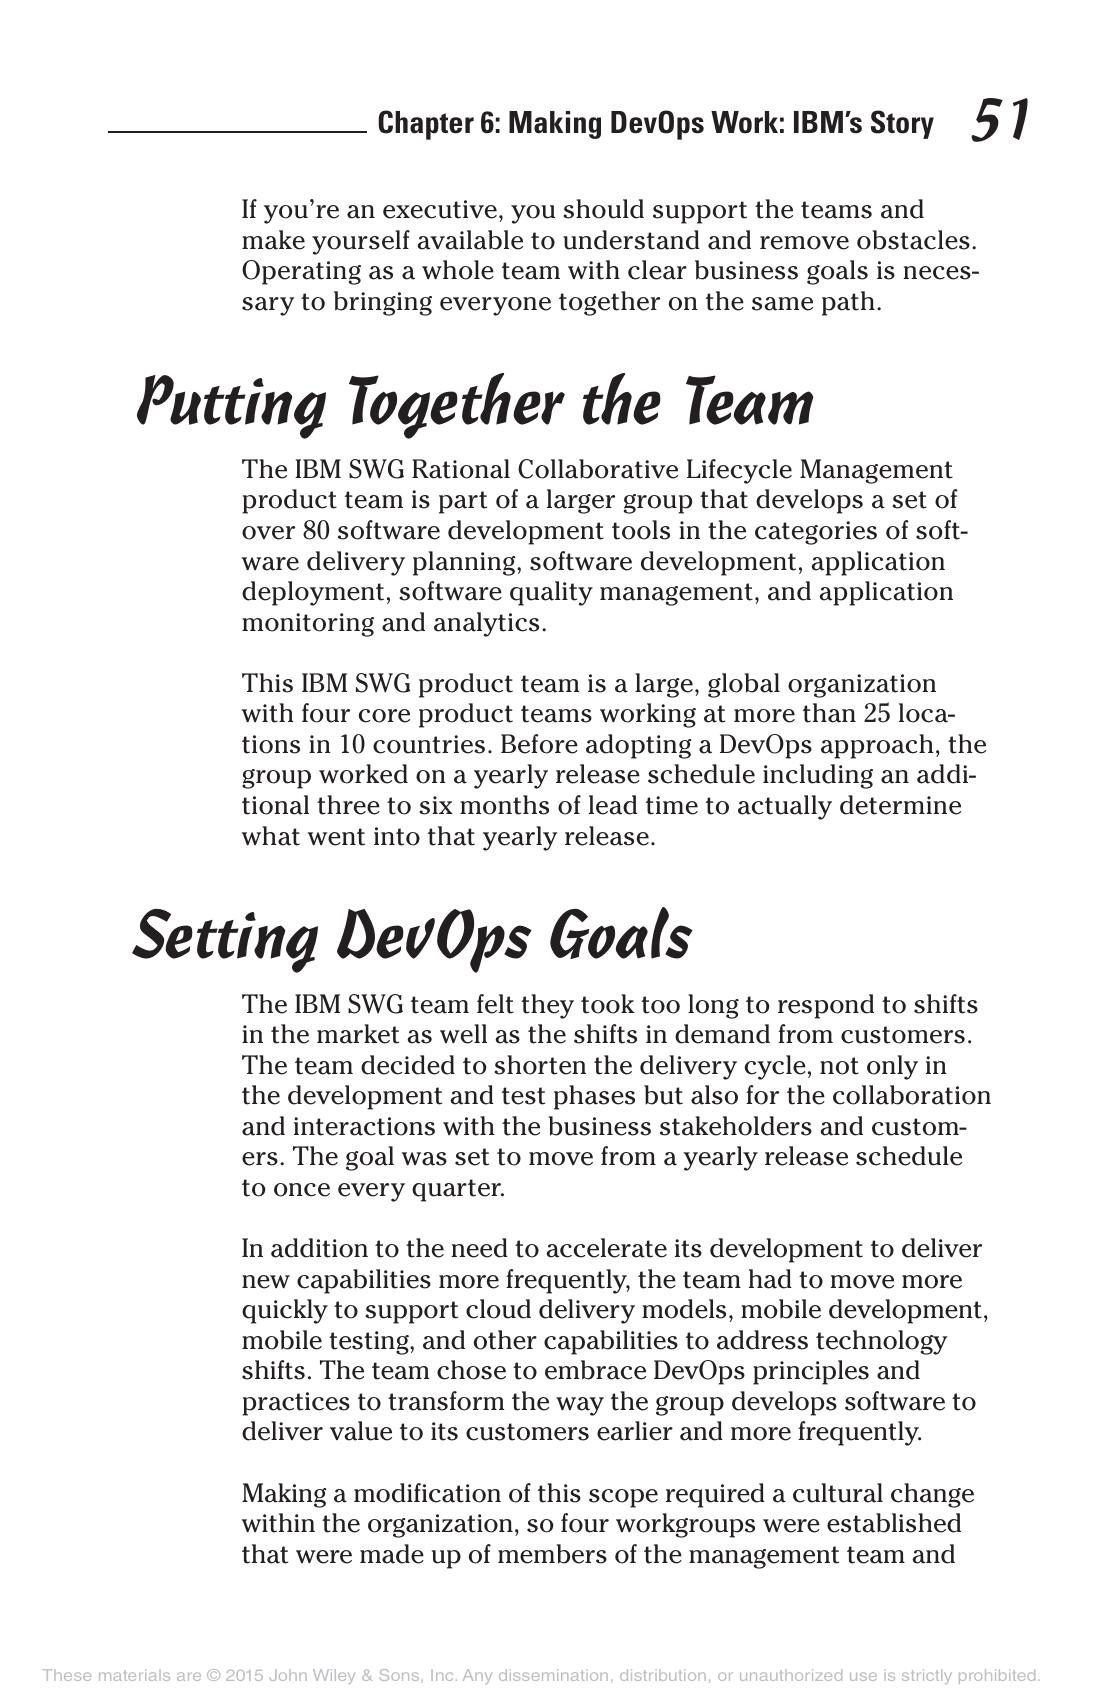 Chapter 6: Making DevOps Work: IBM’s Story 51
If you’re an executive, you should support the teams and
make yourself available to understand and remove obstacles.
Operating as a whole team with clear business goals is neces-
sary to bringing everyone together on the same path.
Putting Together the Team
The IBM SWG Rational Collaborative Lifecycle Management
product team is part of a larger group that develops a set of
over 80 software development tools in the categories of soft-
ware delivery planning, software development, application
deployment, software quality management, and application
monitoring and analytics.
This IBM SWG product team is a large, global organization
with four core product teams working at more than 25 loca-
tions in 10 countries. Before adopting a DevOps approach, the
group worked on a yearly release schedule including an addi-
tional three to six months of lead time to actually determine
what went into that yearly release.
Setting DevOps Goals
The IBM SWG team felt they took too long to respond to shifts
in the market as well as the shifts in demand from customers.
The team decided to shorten the delivery cycle, not only in
the development and test phases but also for the collaboration
and interactions with the business stakeholders and custom-
ers. The goal was set to move from a yearly release schedule
to once every quarter.
In addition to the need to accelerate its development to deliver
new capabilities more frequently, the team had to move more
quickly to support cloud delivery models, mobile development,
mobile testing, and other capabilities to address technology
shifts. The team chose to embrace DevOps principles and
practices to transform the way the group develops software to
deliver value to its customers earlier and more frequently.
Making a modification of this scope required a cultural change
within the organization, so four workgroups were established
that were made up of members of the management team and
These materials are © 2015 John Wiley & Sons, Inc. Any dissemination, distribution, or unauthorized use is strictly prohibited.